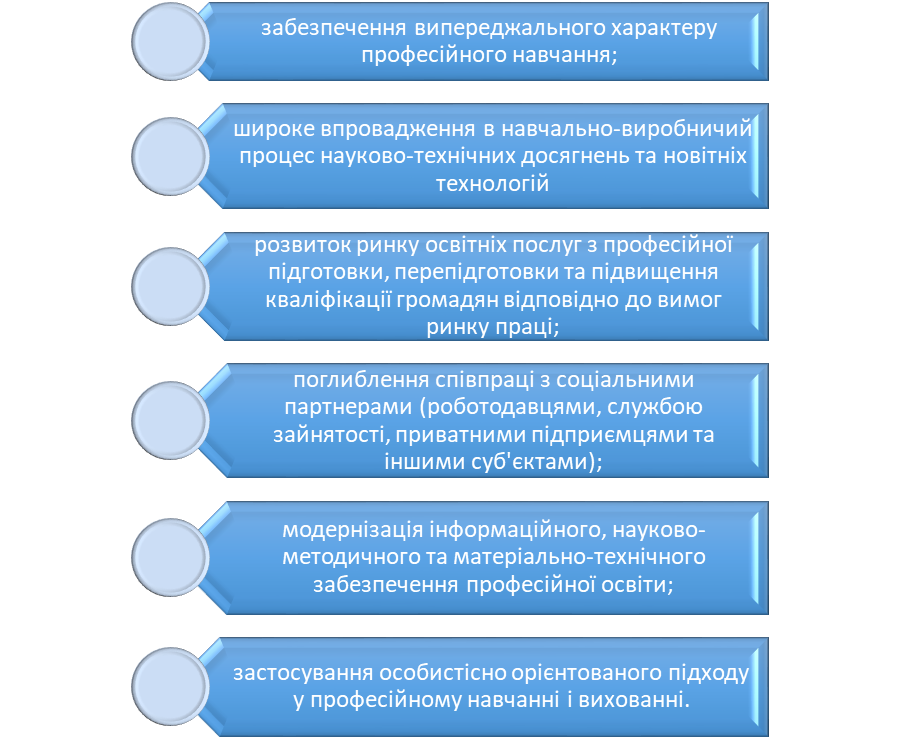 забезпечення випереджального характеру
професійного навчання;
широке впровадження в навчально-виробничий
процес науково-технічних досягнень та новітніх
технологій
розвиток ринку освітніх послуг з професійної
підготовки, перепідготовки та підвищення
кваліфікації громадян відповідно до вимог
ринку праці;
поглиблення співпраці з соціальними
партнерами (роботодавцями, службою
зайнятості, приватними підприємцями та
іншими суб'єктами);
модернізація інформаційного, науково-
методичного та матеріально-технічного
забезпечення професійної освіти;
застосування особистісно орієнтованого підходу
у професійному навчанні і вихованні.